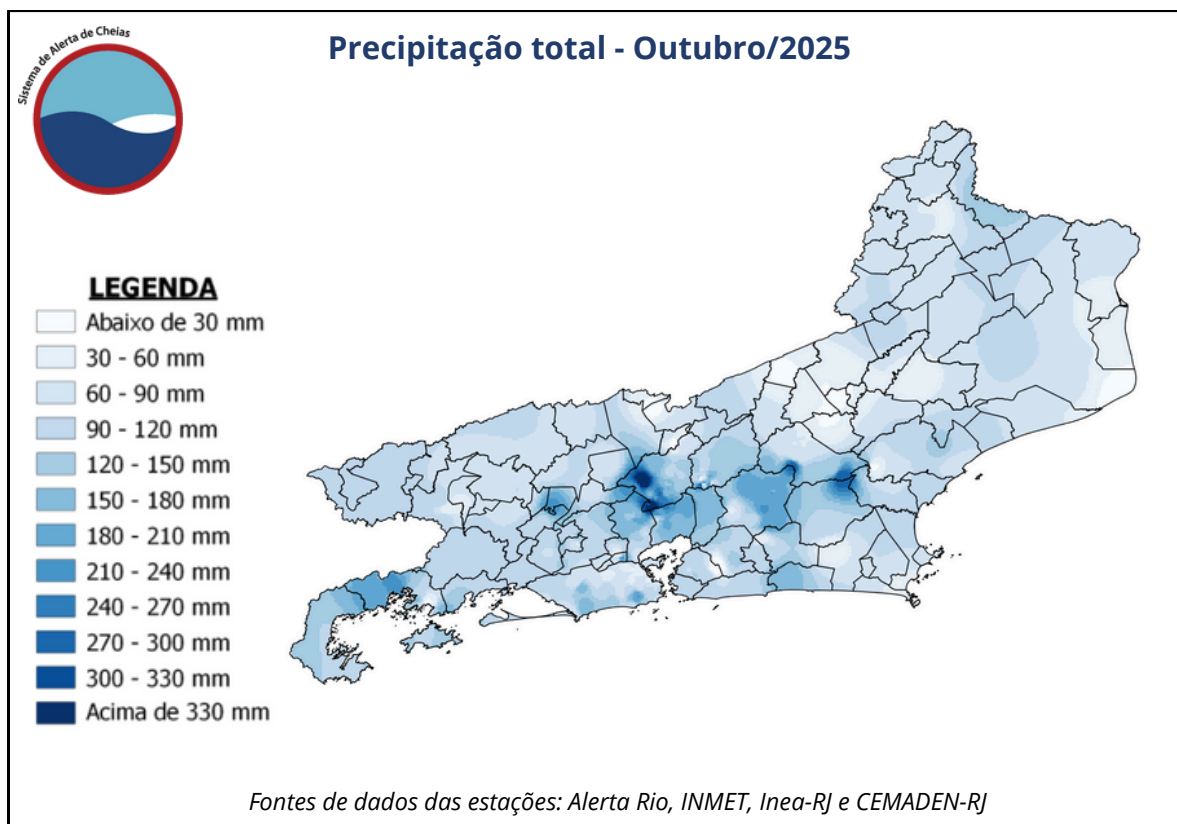 Sistema de Alerta de Cheias
Precipitação total - Outubro/2025
LEGENDA
Abaixo de 30 mm
30 - 60 mm
60 - 90 mm
90 - 120 mm
120 - 150 mm
150 - 180 mm
180 - 210 mm
210 - 240 mm
240 - 270 mm
270 - 300 mm
300 - 330 mm
Acima de 330 mm
Fontes de dados das estações: Alerta Rio, INMET, Inea-RJ e CEMADEN-RJ